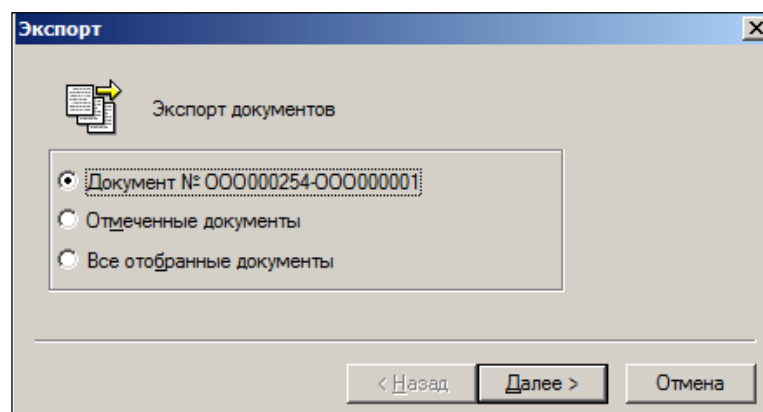 Экспорт
Экспорт документов
Документ № ООО000254-ООО000001
Отмеченные документы
Все отобранные документы
< Назад
Далее >
Отмена